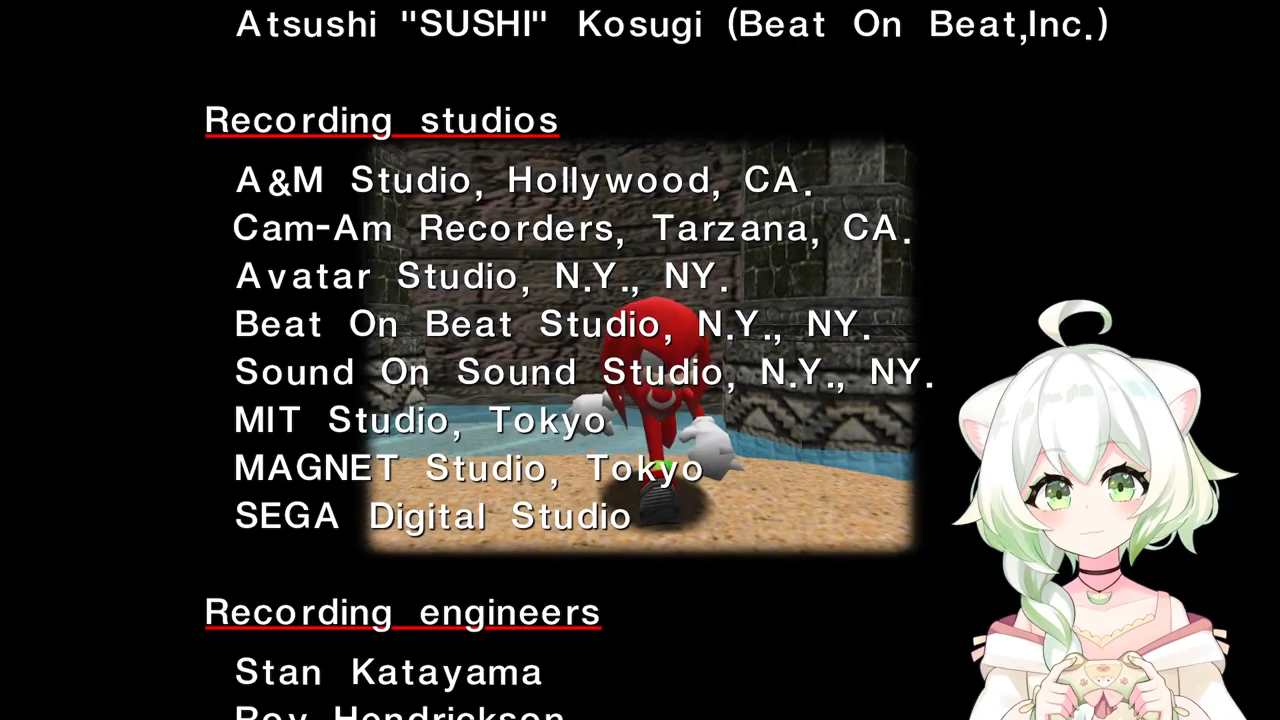 Atsushi "SUSHI" Kosugi (Beat On Beat,Inc.)
Recording studios
A&M Studio, Hollywood, CA.
Cam-Am Recorders, Tarzana, CA.
Avatar Studio, N.Y., NY.
Beat On Beat Studio, N.Y., NY.
Sound On Sound Studio, N.Y., NY.
MIT Studio, Tokyo
MAGNET Studio, Tokyo
SEGA Digital Studio
Recording engineers
Stan Katayama
Roy Hendrickson